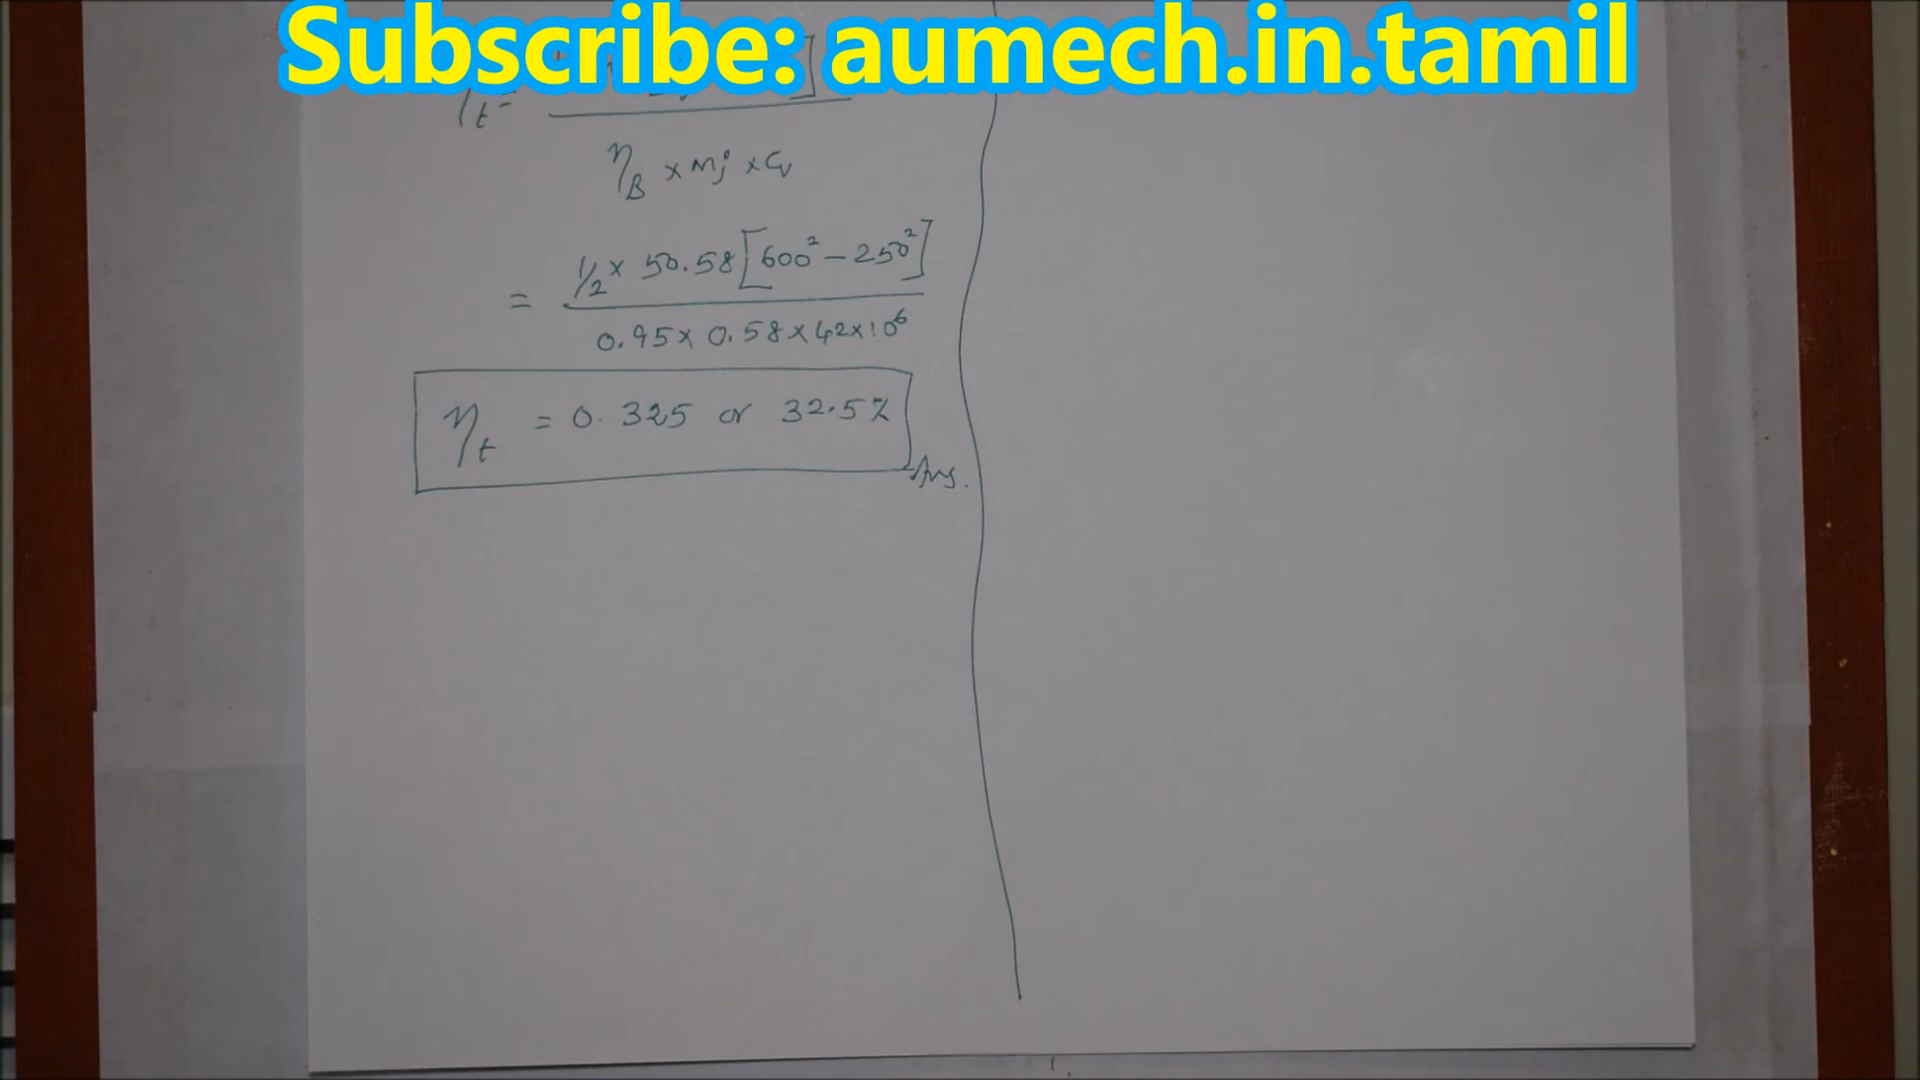 Subscribe: aumech.in.tamil
ηt =
ηB × mj × Cv
= 1/2 × 50.58 [600² − 250²]
0.95 × 0.58 × 42 × 10⁶
ηt = 0.325 or 32.5%
Ans.